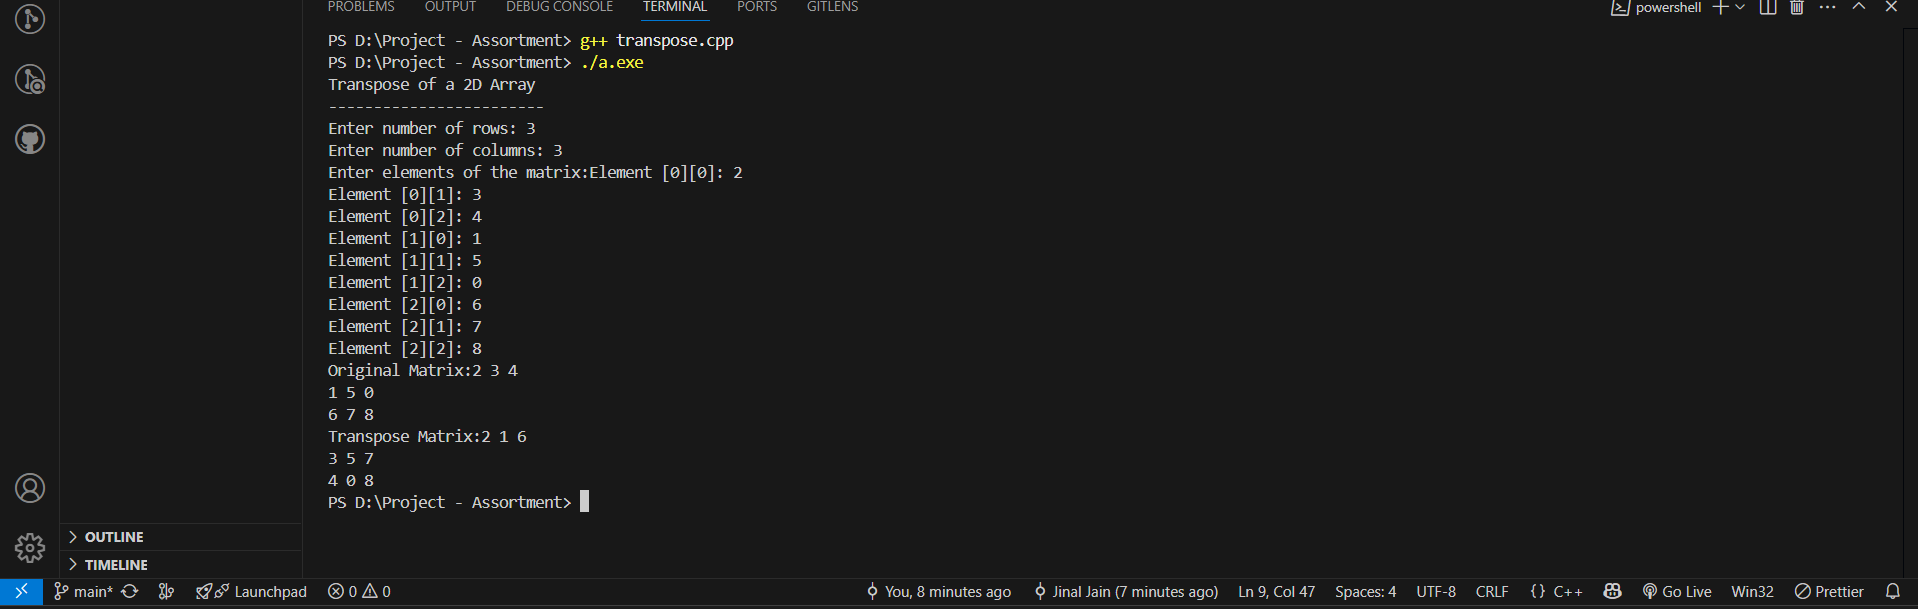 PROBLEMS OUTPUT DEBUG CONSOLE TERMINAL PORTS GITLENS powershell
PS D:\Project - Assortment> g++ transpose.cpp
PS D:\Project - Assortment> ./a.exe
Transpose of a 2D Array
------------------------
Enter number of rows: 3
Enter number of columns: 3
Enter elements of the matrix:Element [0][0]: 2
Element [0][1]: 3
Element [0][2]: 4
Element [1][0]: 1
Element [1][1]: 5
Element [1][2]: 0
Element [2][0]: 6
Element [2][1]: 7
Element [2][2]: 8
Original Matrix:2 3 4
1 5 0
6 7 8
Transpose Matrix:2 1 6
3 5 7
4 0 8
PS D:\Project - Assortment>
OUTLINE
TIMELINE
main* Launchpad 0 0 You, 8 minutes ago Jinal Jain (7 minutes ago) Ln 9, Col 47 Spaces: 4 UTF-8 CRLF {} C++ Go Live Win32 Prettier